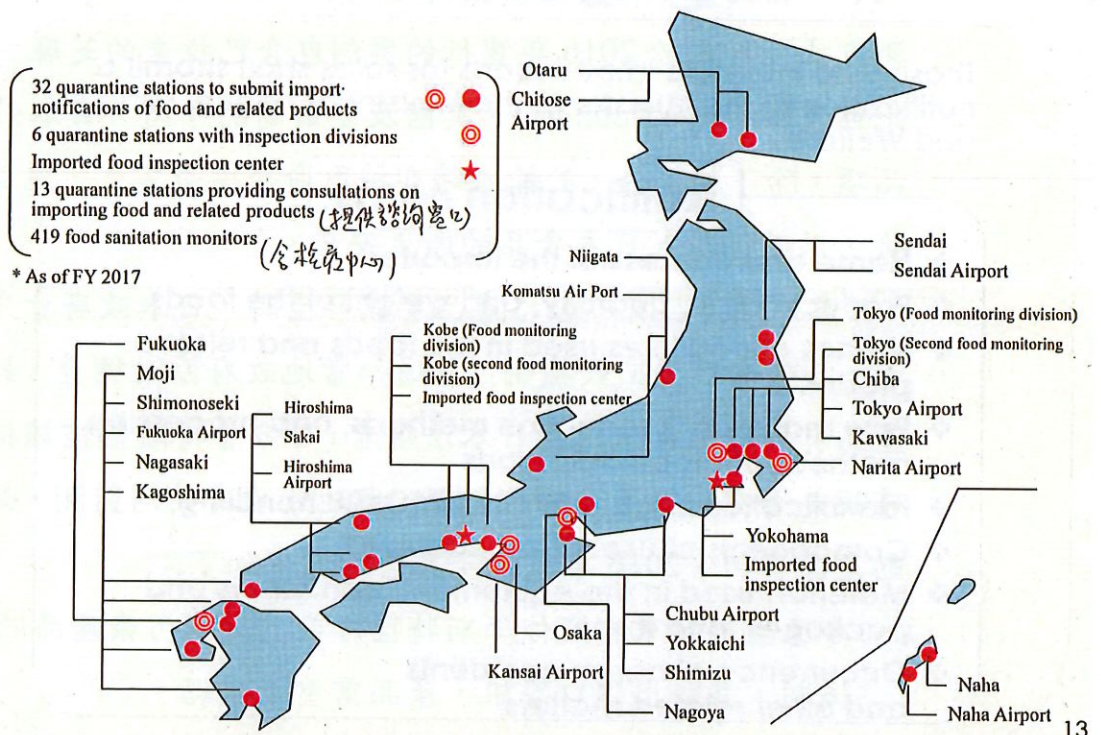 32 quarantine stations to submit import
notifications of food and related products
6 quarantine stations with inspection divisions
Imported food inspection center
13 quarantine stations providing consultations on
importing food and related products (提供
419 food sanitation monitors
* As of FY 2017
Otaru
Chitose
Airport
Niigata
Komatsu Air Port
Sendai
Sendai Airport
Tokyo (Food monitoring division)
Tokyo (Second food monitoring
division)
Chiba
Tokyo Airport
Kawasaki
Narita Airport
Kobe (Food monitoring
division)
Kobe (second food monitoring
division)
Imported food inspection center
Fukuoka
Moji
Shimonoseki
Fukuoka Airport
Nagasaki
Kagoshima
Hiroshima
Sakai
Hiroshima
Airport
Yokohama
Imported food
inspection center
Chubu Airport
Yokkaichi
Shimizu
Nagoya
Osaka
Kansai Airport
Naha
Naha Airport
13